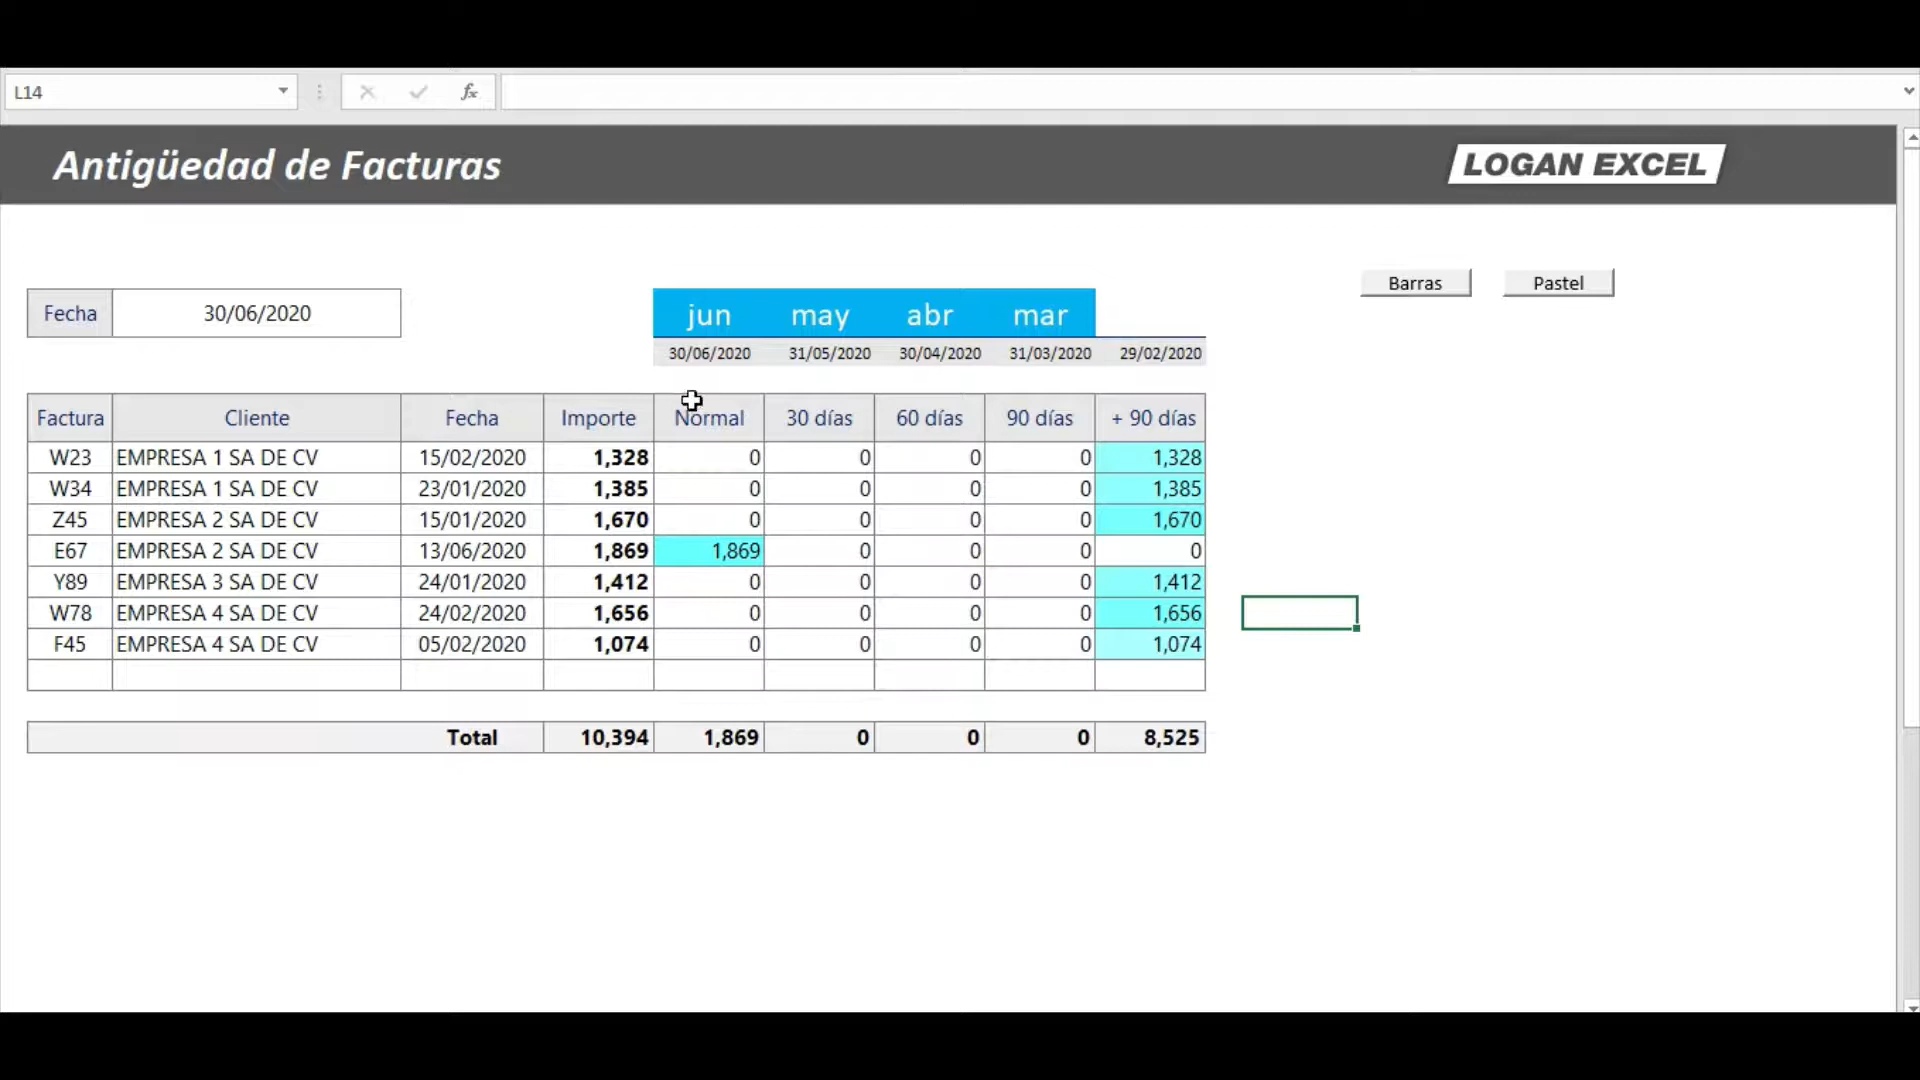 L14 fx
Antigüedad de Facturas LOGAN EXCEL
Barras Pastel
Fecha 30/06/2020 jun may abr mar
30/06/2020 31/05/2020 30/04/2020 31/03/2020 29/02/2020
Factura Cliente Fecha Importe Normal 30 días 60 días 90 días + 90 días
W23 EMPRESA 1 SA DE CV 15/02/2020 1,328 0 0 0 0 1,328
W34 EMPRESA 1 SA DE CV 23/01/2020 1,385 0 0 0 0 1,385
Z45 EMPRESA 2 SA DE CV 15/01/2020 1,670 0 0 0 0 1,670
E67 EMPRESA 2 SA DE CV 13/06/2020 1,869 1,869 0 0 0 0
Y89 EMPRESA 3 SA DE CV 24/01/2020 1,412 0 0 0 0 1,412
W78 EMPRESA 4 SA DE CV 24/02/2020 1,656 0 0 0 0 1,656
F45 EMPRESA 4 SA DE CV 05/02/2020 1,074 0 0 0 0 1,074
Total 10,394 1,869 0 0 0 8,525